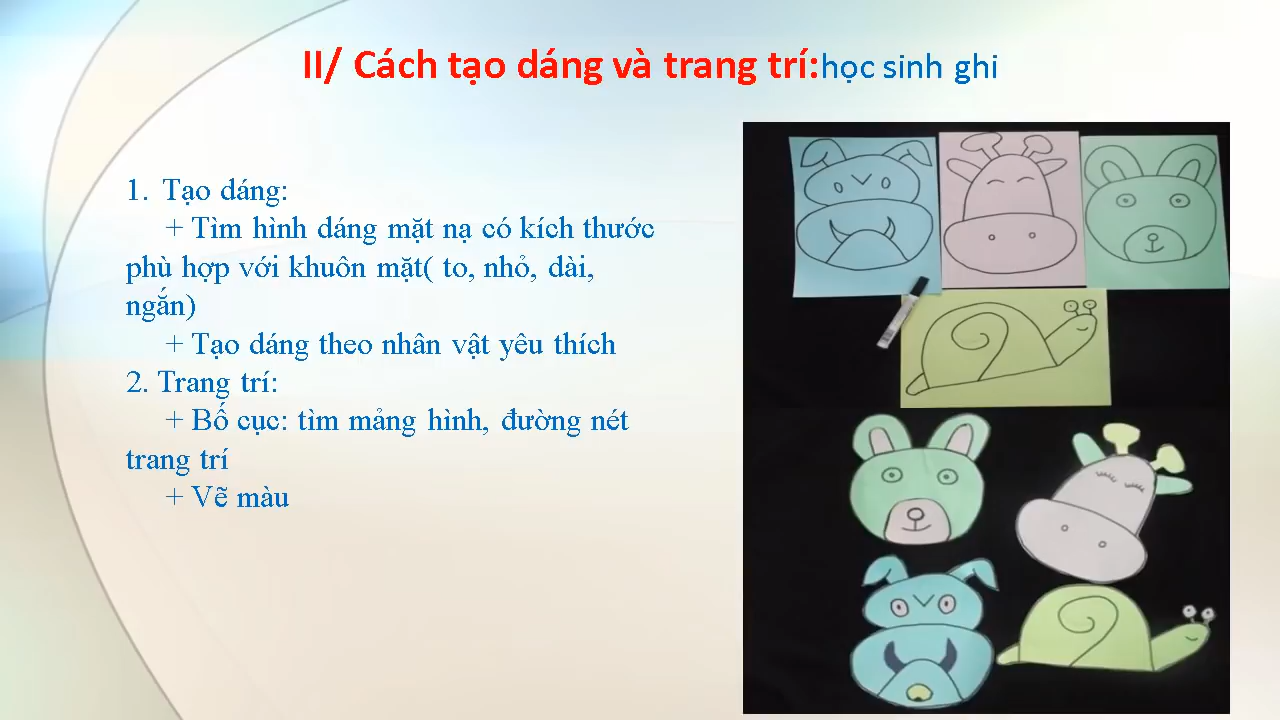 II/ Cách tạo dáng và trang trí:học sinh ghi
1. Tạo dáng:
+ Tìm hình dáng mặt nạ có kích thước
phù hợp với khuôn mặt( to, nhỏ, dài,
ngắn)
+ Tạo dáng theo nhân vật yêu thích
2. Trang trí:
+ Bố cục: tìm mảng hình, đường nét
trang trí
+ Vẽ màu